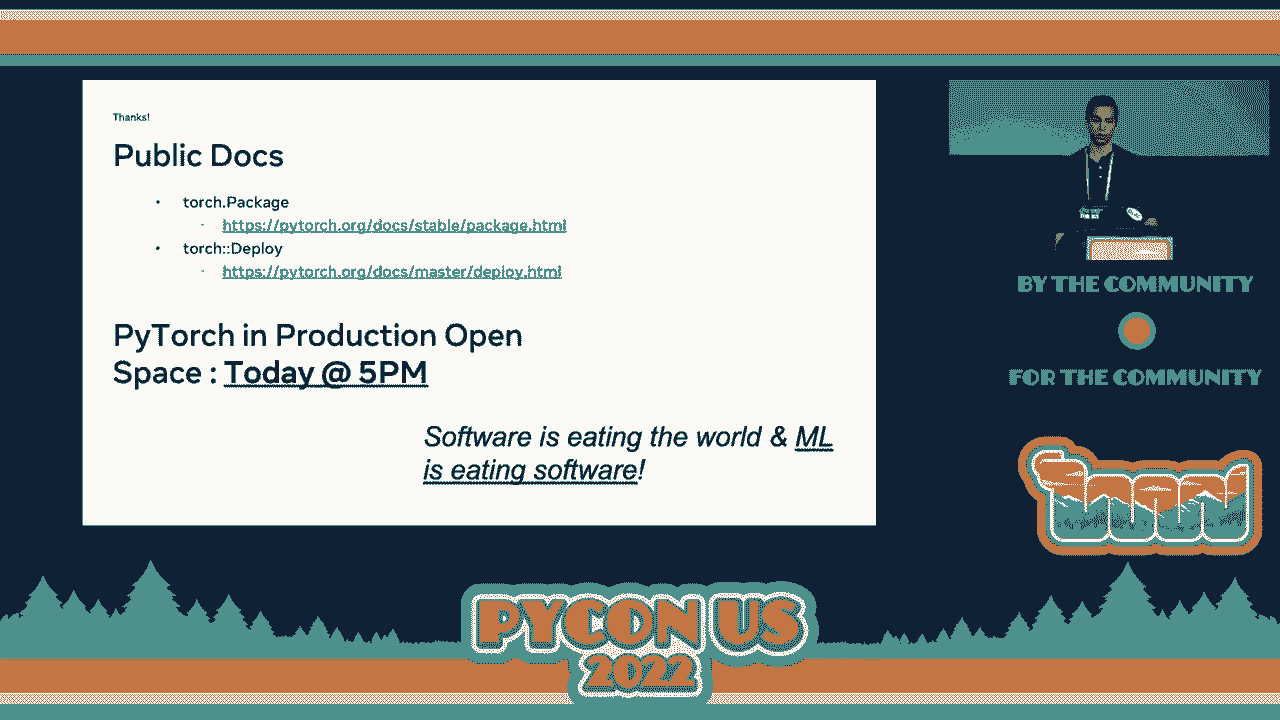 Thanks!
Public Docs
• torch.Package
• https://pytorch.org/docs/stable/package.html
• torch::Deploy
• https://pytorch.org/docs/master/deploy.html
PyTorch in Production Open
Space : Today @ 5PM
Software is eating the world & ML
is eating software!
BY THE COMMUNITY
FOR THE COMMUNITY
PYCON US
2022